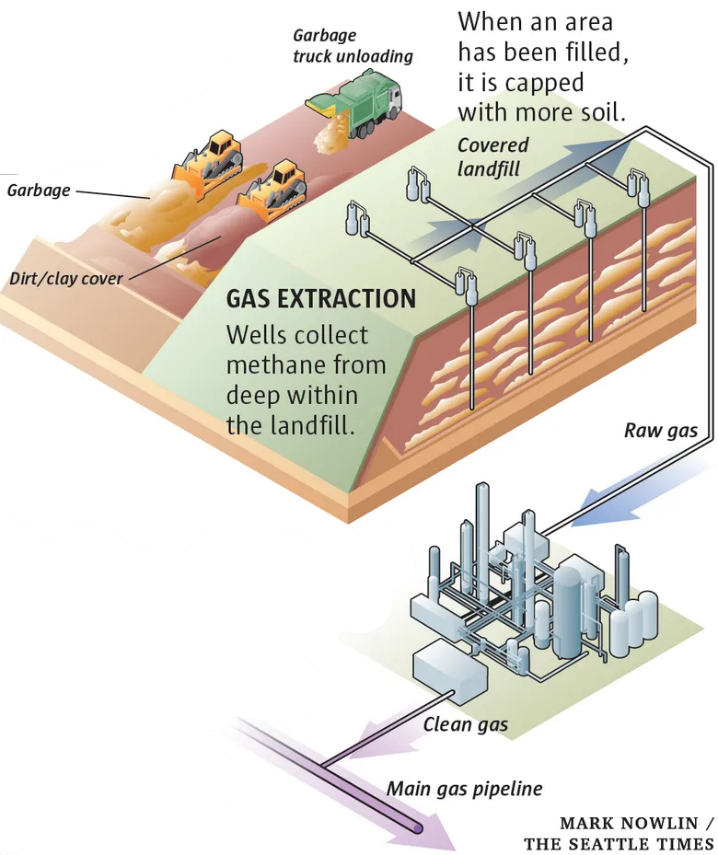 Garbage
truck unloading
When an area
has been filled,
it is capped
with more soil.
Covered
landfill
Garbage
Dirt/clay cover
GAS EXTRACTION
Wells collect
methane from
deep within
the landfill.
Raw gas
Clean gas
Main gas pipeline
MARK NOWLIN /
THE SEATTLE TIMES